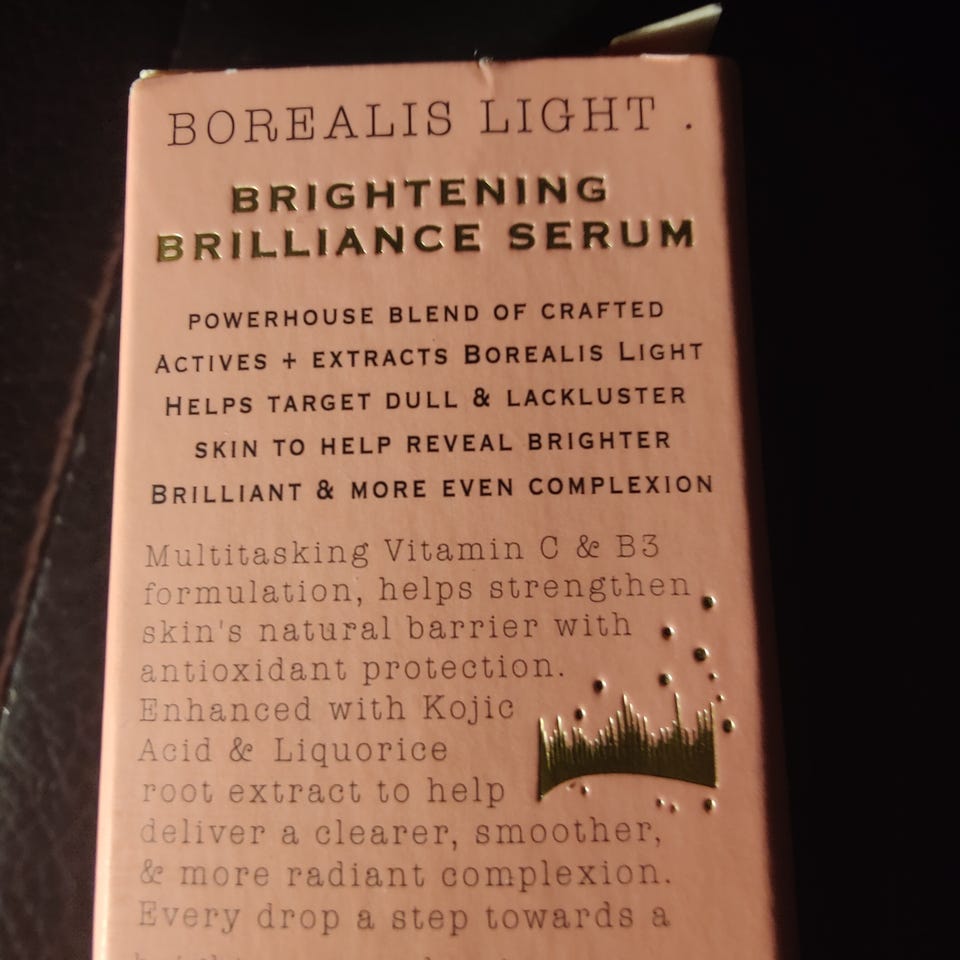 BOREALIS LIGHT .
BRIGHTENING
BRILLIANCE SERUM
POWERHOUSE BLEND OF CRAFTED
ACTIVES + EXTRACTS BOREALIS LIGHT
HELPS TARGET DULL & LACKLUSTER
SKIN TO HELP REVEAL BRIGHTER
BRILLIANT & MORE EVEN COMPLEXION
Multitasking Vitamin C & B3
formulation, helps strengthen
skin's natural barrier with
antioxidant protection.
Enhanced with Kojic
Acid & Liquorice
root extract to help
deliver a clearer, smoother,
& more radiant complexion.
Every drop a step towards a